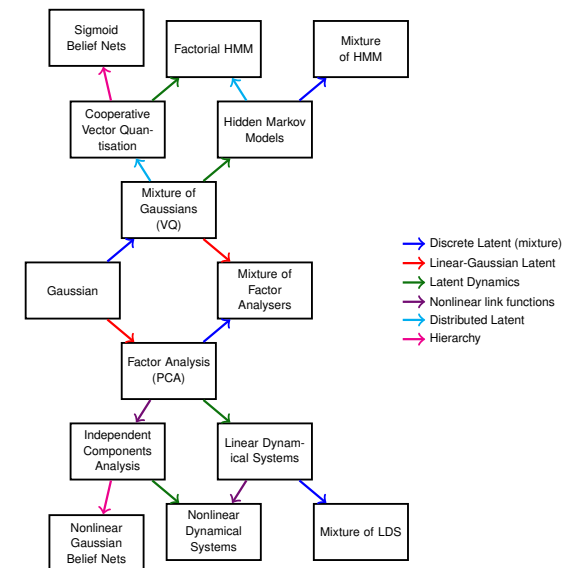 Sigmoid
Belief Nets
Factorial HMM
Mixture
of HMM
Cooperative
Vector Quan-
tisation
Hidden Markov
Models
Mixture of
Gaussians
(VQ)
Gaussian
Mixture of
Factor
Analysers
Discrete Latent (mixture)
Linear-Gaussian Latent
Latent Dynamics
Nonlinear link functions
Distributed Latent
Hierarchy
Factor Analysis
(PCA)
Independent
Components
Analysis
Linear Dynam-
ical Systems
Nonlinear
Gaussian
Belief Nets
Nonlinear
Dynamical
Systems
Mixture of LDS